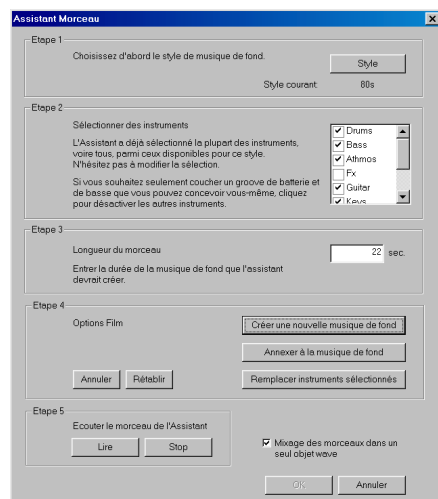 Assistant Morceau
Etape 1
Choisissez d'abord le style de musique de fond.
Style
Style courant: 80s
Etape 2
Sélectionner des instruments
L'Assistant a déjà sélectionné la plupart des instruments,
voire tous, parmi ceux disponibles pour ce style.
N'hésitez pas à modifier la sélection.
Si vous souhaitez seulement coucher un groove de batterie et
de basse que vous pouvez concevoir vous-même, cliquez
pour désactiver les autres instruments.
Drums
Bass
Athmos
Fx
Guitar
Keys
Etape 3
Longueur du morceau
22 sec.
Entrer la durée de la musique de fond que l'assistant
devrait créer.
Etape 4
Options Film
Créer une nouvelle musique de fond
Annexer à la musique de fond
Annuler Rétablir Remplacer instruments sélectionnés
Etape 5
Ecouter le morceau de l'Assistant
Lire Stop
Mixage des morceaux dans un
seul objet wave
OK Annuler